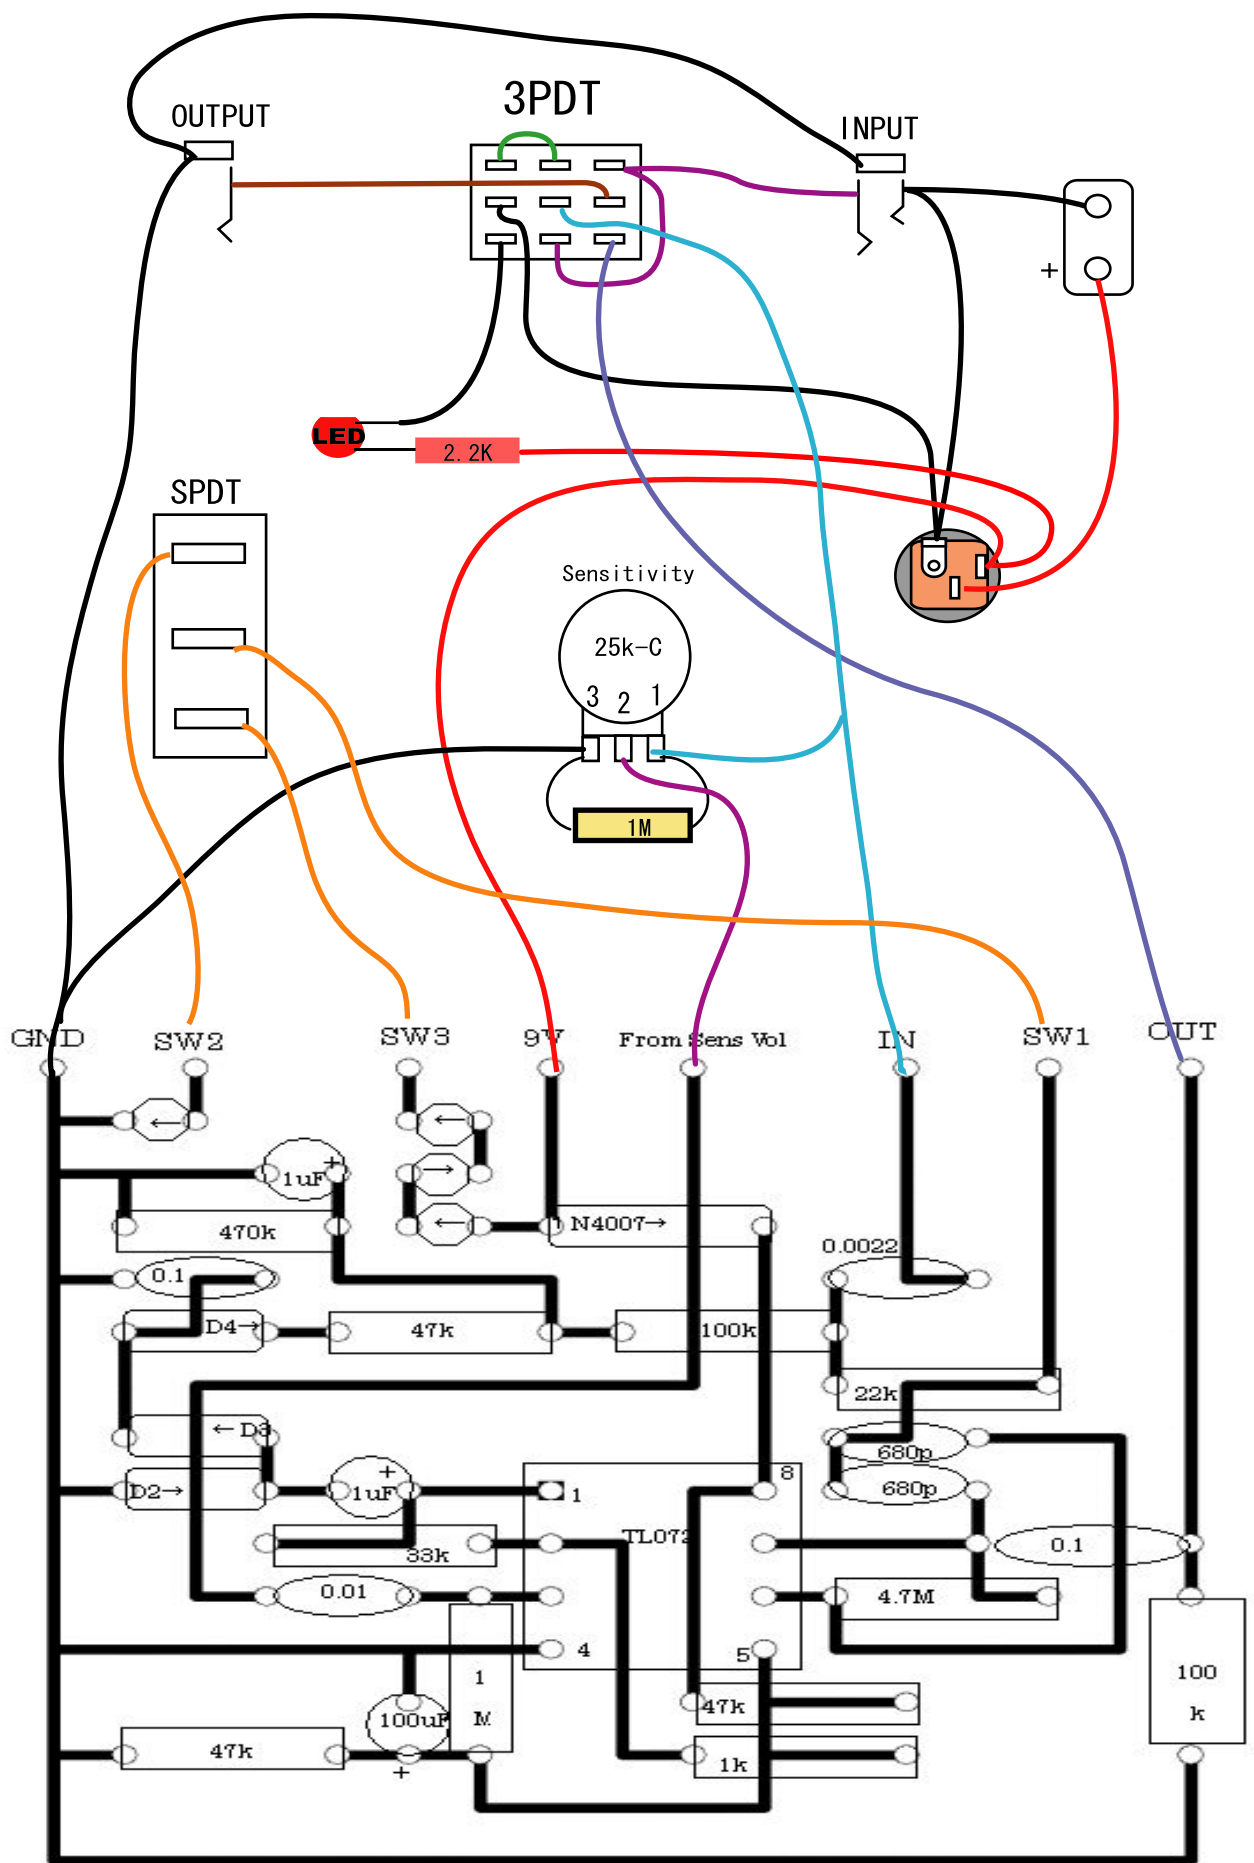 3PDT
OUTPUT
INPUT
+
LED
2.2K
SPDT
Sensitivity
25k-C
3 2 1
1M
GND
SW2
SW3
9V
From Sens Vol
IN
SW1
OUT
←
←
→
←
1uF
+
470k
N4007→
0.0022
0.1
D4→
47k
100k
22k
← D3
680p
D2→
1uF
+
1
8
680p
TL072
33k
0.1
0.01
4.7M
4
5
1
M
47k
100
k
100uF
+
47k
1k